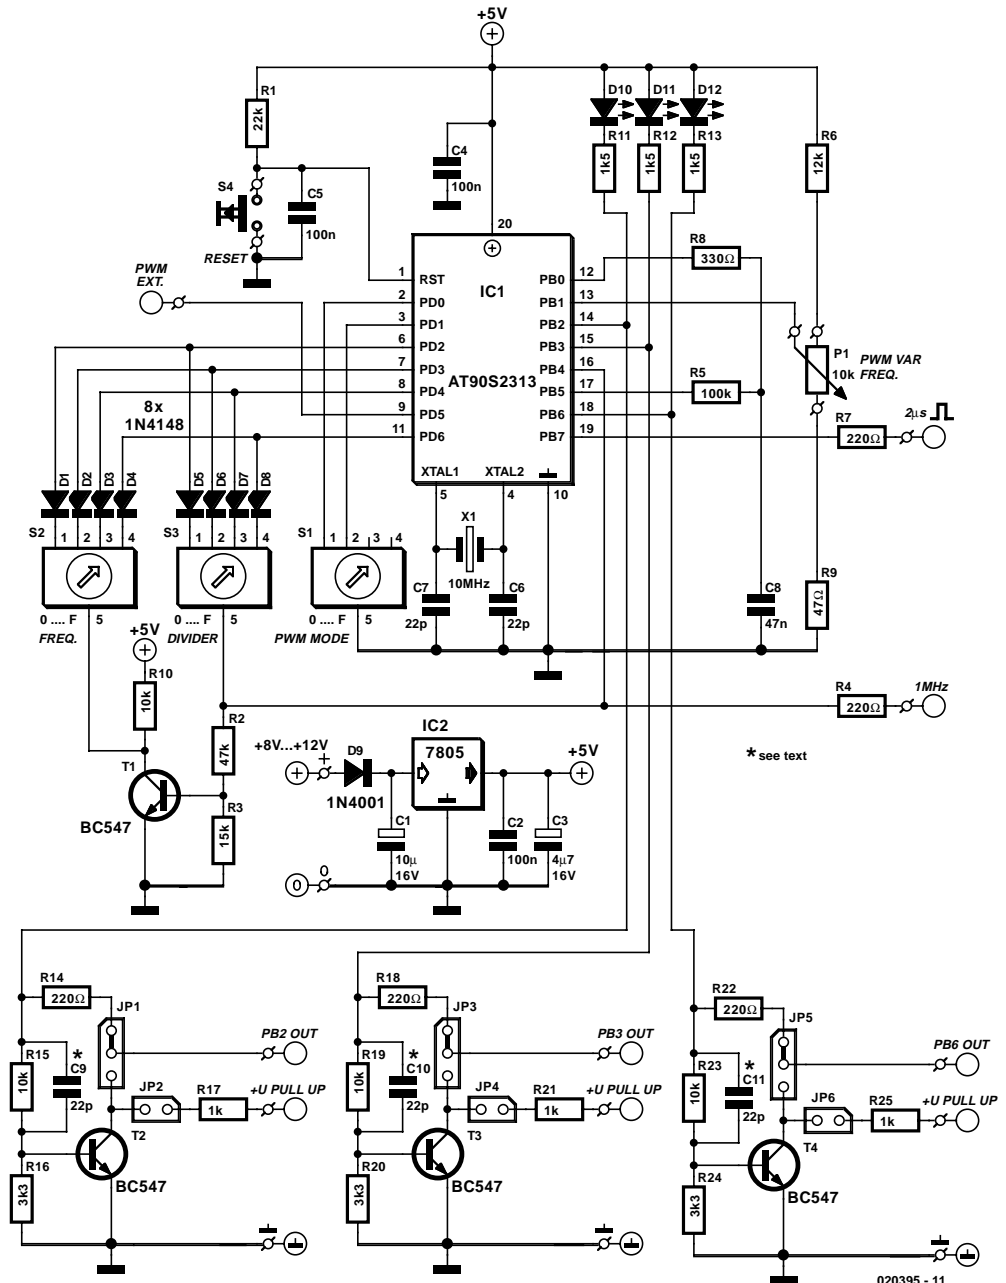 +5V
R1
22k
S4
C5
100n
RESET
C4
100n
D10
D11
D12
R11
R12
R13
1k5
1k5
1k5
R6
12k
PWM
EXT.
20
IC1
AT90S2313
1
RST
2
PD0
3
PD1
6
PD2
7
PD3
8
PD4
9
PD5
11
PD6
PB0
12
PB1
13
PB2
14
PB3
15
PB4
16
PB5
17
PB6
18
PB7
19
XTAL1
XTAL2
5
4
10
R8
330Ω
R5
100k
P1
10k
PWM VAR
FREQ.
R7
220Ω
2µs
8x
1N4148
D1
D2
D3
D4
D5
D6
D7
D8
S2
1
2
3
4
S3
1
2
3
4
S1
1
2
3
4
0 .... F
5
FREQ.
0 .... F
5
DIVIDER
0 .... F
5
PWM MODE
X1
10MHz
C7
22p
C6
22p
C8
47n
R9
47Ω
+5V
R10
10k
R2
47k
R3
15k
T1
BC547
R4
220Ω
1MHz
IC2
7805
+8V...+12V
+
D9
1N4001
+5V
C1
10µ
16V
C2
100n
C3
4µ7
16V
0
0
* see text
R14
220Ω
JP1
PB2 OUT
R15
10k
*
C9
22p
JP2
R17
1k
+U PULL UP
T2
R16
3k3
BC547
R18
220Ω
JP3
PB3 OUT
R19
10k
*
C10
22p
JP4
R21
1k
+U PULL UP
T3
R20
3k3
BC547
R22
220Ω
JP5
PB6 OUT
R23
10k
*
C11
22p
JP6
R25
1k
+U PULL UP
T4
R24
3k3
BC547
020395 - 11